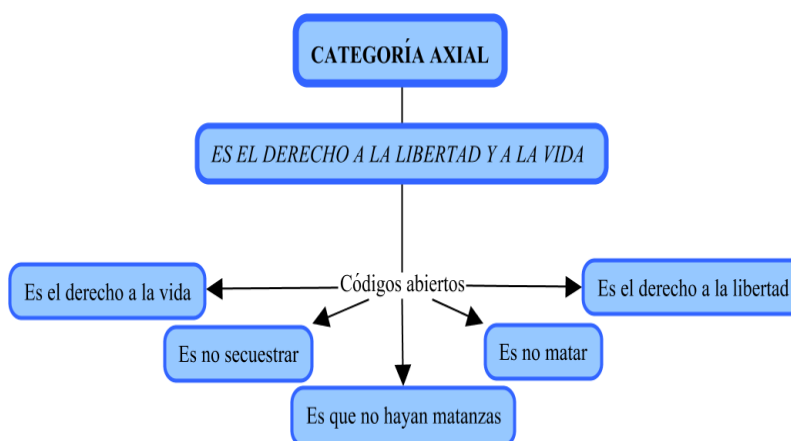 CATEGORÍA AXIAL
ES EL DERECHO A LA LIBERTAD Y A LA VIDA
Códigos abiertos
Es el derecho a la vida
Es el derecho a la libertad
Es no secuestrar
Es no matar
Es que no hayan matanzas